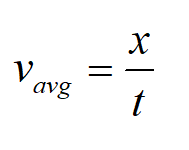 v_avg = x/t